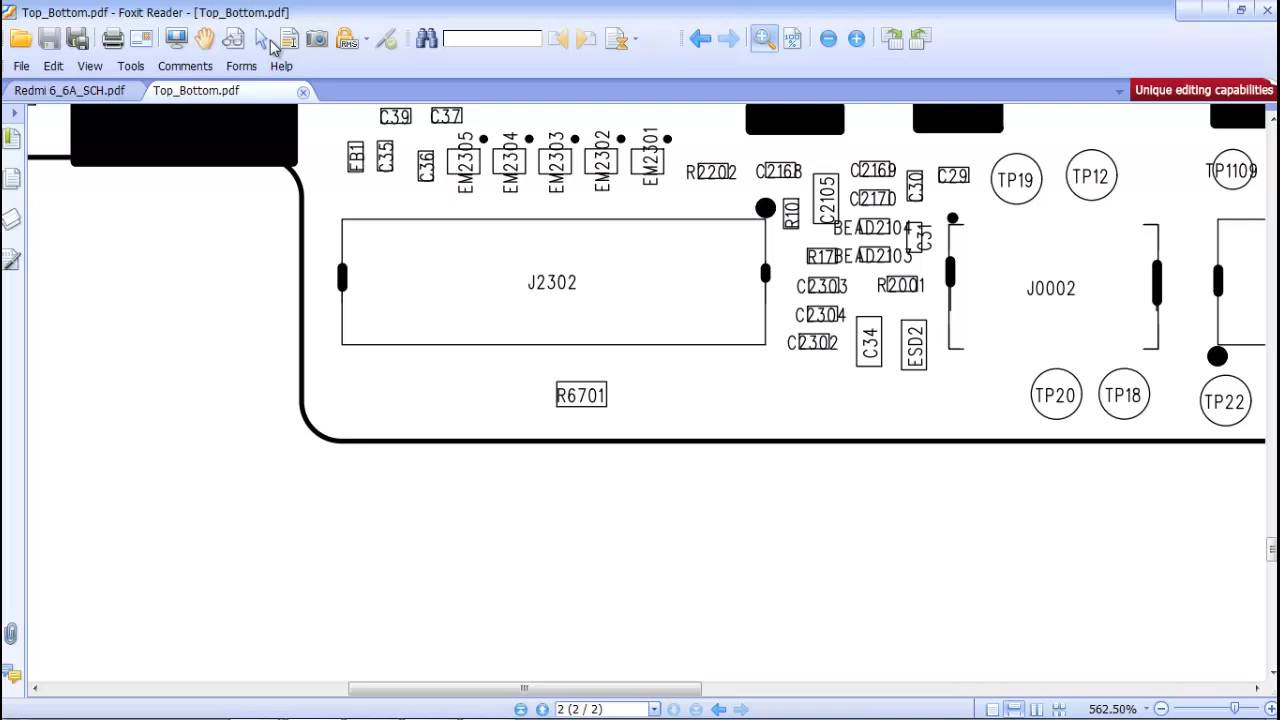 Top_Bottom.pdf - Foxit Reader - [Top_Bottom.pdf]
RMS
File Edit View Tools Comments Forms Help
Redmi 6_6A_SCH.pdf Top_Bottom.pdf Unique editing capabilities
C39 C37
FB1 C35 C36 EM2305 EM2304 EM2303 EM2302 EM2301 R2202 C2168 C2169 C30 C29 TP19 TP12 TP1109
R10 C2105 C2170
BEAD2104 C31
R17 BEAD2103
J2302 C2303 R2001 J0002
C2304
C2302 C34 ESD2
R6701 TP20 TP18 TP22
2 (2 / 2) 562.50%